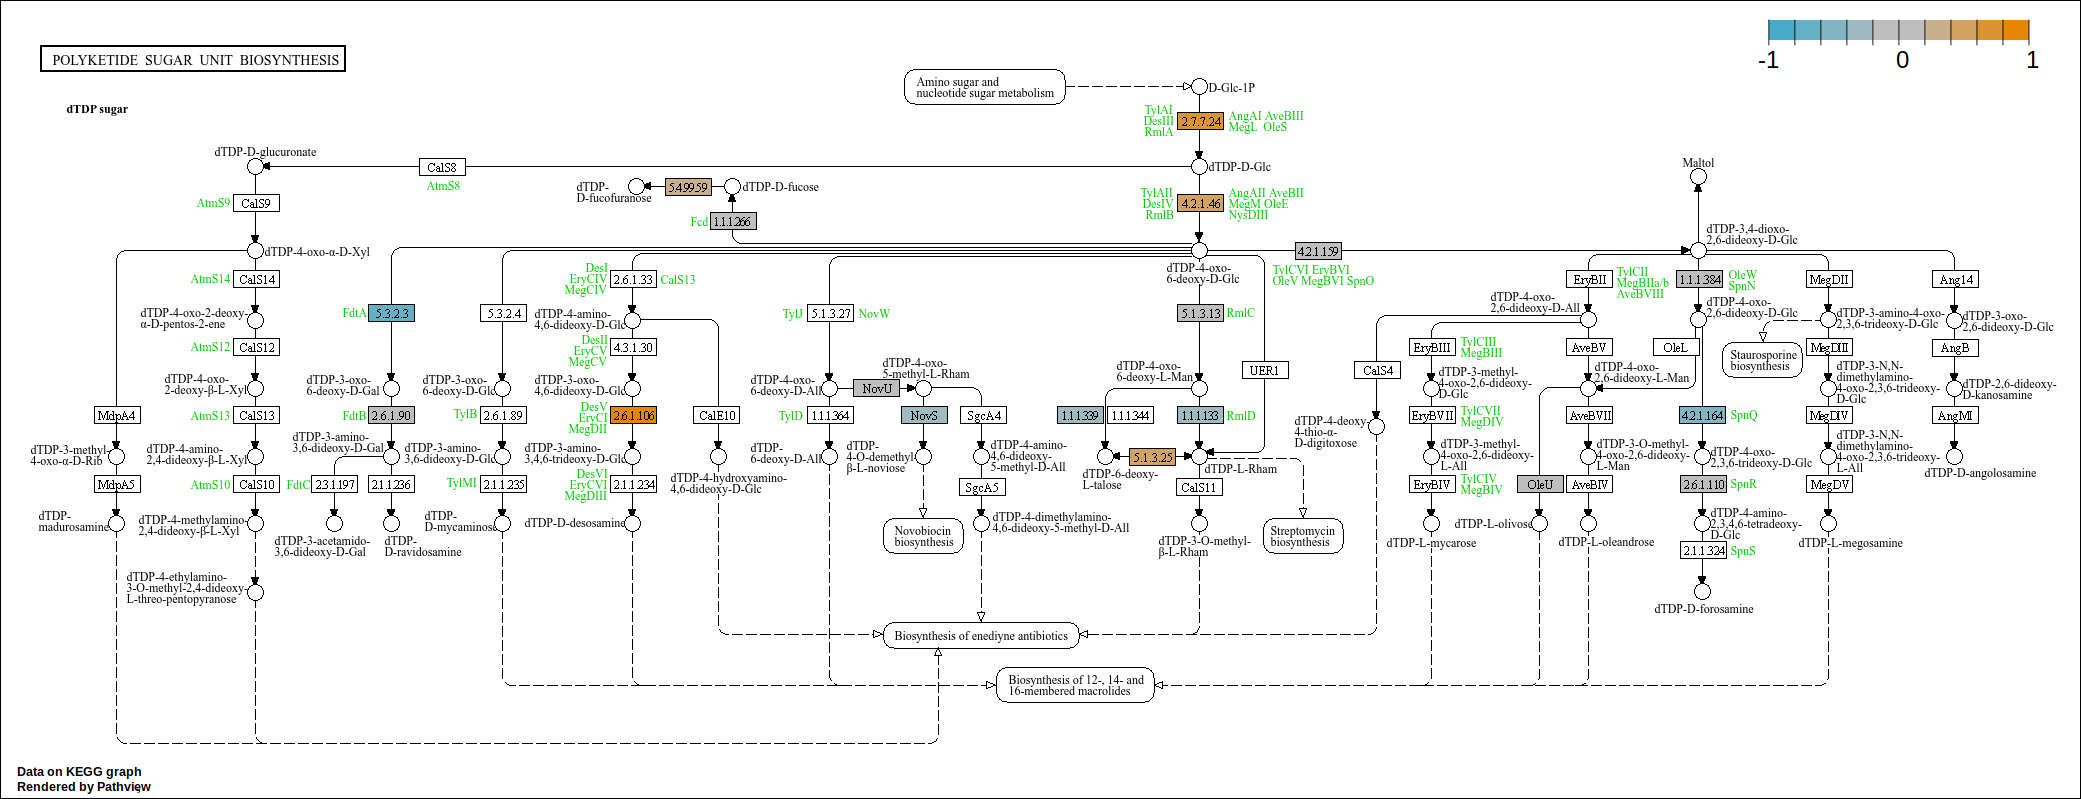 POLYKETIDE SUGAR UNIT BIOSYNTHESIS
-1
0
1
dTDP sugar
Amino sugar and
nucleotide sugar metabolism
D-Glc-1P
TylAI
DesIII
RmlA
2.7.7.24
AngAI AveBIII
MegL OleS
dTDP-D-glucuronate
CalS8
AtmS8
dTDP-D-Glc
Maltol
dTDP-
D-fucofuranose
5.4.99.59
dTDP-D-fucose
Fcd
1.1.1.266
TylAII
DesIV
RmlB
4.2.1.46
AngAII AveBII
MegM OleE
NysDIII
AtmS9
CalS9
dTDP-4-oxo-α-D-Xyl
dTDP-4-oxo-
6-deoxy-D-Glc
4.2.1.159
TylCVI EryBVI
OleV MegBVI SpnO
dTDP-3,4-dioxo-
2,6-dideoxy-D-Glc
AtmS14
CalS14
DesI
EryCIV
MegCIV
2.6.1.33
CalS13
EryBII
TylCII
MegBIIa/b
AveBVIII
1.1.1.384
OleW
SpnN
MegDII
Ang14
dTDP-4-oxo-2-deoxy-
α-D-pentos-2-ene
FdtA
5.3.2.3
5.3.2.4
dTDP-4-amino-
4,6-dideoxy-D-Glc
TylJ
5.1.3.27
NovW
5.1.3.13
RmlC
dTDP-4-oxo-
2,6-dideoxy-D-All
dTDP-4-oxo-
2,6-dideoxy-D-Glc
dTDP-3-amino-4-oxo-
2,3,6-trideoxy-D-Glc
dTDP-3-oxo-
2,6-dideoxy-D-Glc
AtmS12
CalS12
DesII
EryCV
MegCV
4.3.1.30
EryBIII
TylCIII
MegBIII
AveBV
OleL
Staurosporine
biosynthesis
MegDIII
AngB
dTDP-4-oxo-
2-deoxy-β-L-Xyl
dTDP-3-oxo-
6-deoxy-D-Gal
dTDP-3-oxo-
6-deoxy-D-Glc
dTDP-3-oxo-
4,6-dideoxy-D-Glc
dTDP-4-oxo-
6-deoxy-D-All
NovU
dTDP-4-oxo-
5-methyl-L-Rham
dTDP-4-oxo-
6-deoxy-L-Man
UER1
CalS4
dTDP-3-methyl-
4-oxo-2,6-dideoxy-
D-Glc
dTDP-4-oxo-
2,6-dideoxy-L-Man
dTDP-3-N,N-
dimethylamino-
4-oxo-2,3,6-trideoxy-
D-Glc
dTDP-2,6-dideoxy-
D-kanosamine
MdpA4
AtmS13
CalS13
FdtB
2.6.1.90
TylB
2.6.1.89
DesV
EryCI
MegDII
2.6.1.106
CalE10
TylD
1.1.1.364
NovS
SgcA4
1.1.1.339
1.1.1.344
1.1.1.133
RmlD
dTDP-4-deoxy-
4-thio-α-
D-digitoxose
EryBVII
TylCVII
MegDIV
AveBVII
4.2.1.164
SpnQ
MegDIV
AngMI
dTDP-3-methyl-
4-oxo-α-D-Rib
dTDP-4-amino-
2,4-dideoxy-β-L-Xyl
dTDP-3-amino-
3,6-dideoxy-D-Gal
dTDP-3-amino-
3,6-dideoxy-D-Glc
dTDP-3-amino-
3,4,6-trideoxy-D-Glc
dTDP-4-hydroxyamino-
4,6-dideoxy-D-Glc
dTDP-
6-deoxy-D-All
dTDP-
4-O-demethyl-
β-L-noviose
dTDP-4-amino-
4,6-dideoxy-
5-methyl-D-All
dTDP-6-deoxy-
L-talose
5.1.3.25
dTDP-L-Rham
dTDP-3-methyl-
4-oxo-2,6-dideoxy-
L-All
dTDP-3-O-methyl-
4-oxo-2,6-dideoxy-
L-Man
dTDP-4-oxo-
2,3,6-trideoxy-D-Glc
dTDP-3-N,N-
dimethylamino-
4-oxo-2,3,6-trideoxy-
L-All
dTDP-D-angolosamine
MdpA5
AtmS10
CalS10
FdtC
2.3.1.197
2.1.1.236
TylMI
2.1.1.235
DesVI
EryCVI
MegDIII
2.1.1.234
SgcA5
CalS11
EryBIV
TylCIV
MegBIV
OleU
AveBIV
2.6.1.110
SpnR
MegDV
dTDP-
madurosamine
dTDP-4-methylamino-
2,4-dideoxy-β-L-Xyl
dTDP-3-acetamido-
3,6-dideoxy-D-Gal
dTDP-
D-ravidosamine
dTDP-
D-mycaminose
dTDP-D-desosamine
Novobiocin
biosynthesis
dTDP-4-dimethylamino-
4,6-dideoxy-5-methyl-D-All
dTDP-3-O-methyl-
β-L-Rham
Streptomycin
biosynthesis
dTDP-L-mycarose
dTDP-L-olivose
dTDP-L-oleandrose
dTDP-4-amino-
2,3,4,6-tetradeoxy-
D-Glc
dTDP-L-megosamine
2.1.1.324
SpnS
dTDP-4-ethylamino-
3-O-methyl-2,4-dideoxy-
L-threo-pentopyranose
dTDP-D-forosamine
Biosynthesis of enediyne antibiotics
Biosynthesis of 12-, 14- and
16-membered macrolides
Data on KEGG graph
Rendered by Pathview